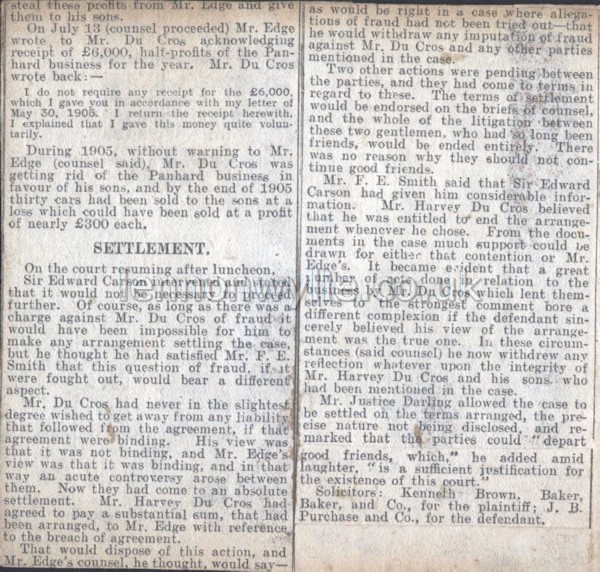 steal these profits from Mr. Edge and give
them to his sons.
On July 13 (counsel proceeded) Mr. Edge
wrote to Mr. Du Cros acknowledging
receipt of £6,000, half-profits of the Pan-
hard business for the year. Mr. Du Cros
wrote back:—
I do not require any receipt for the £6,000,
which I gave you in accordance with my letter of
May 30, 1905. I return the receipt herewith.
I explained that I gave this money quite volun-
tarily.
During 1905, without warning to Mr.
Edge (counsel said), Mr. Du Cros was
getting rid of the Panhard business in
favour of his sons, and by the end of 1905
thirty cars had been sold to the sons at a
loss which could have been sold at a profit
of nearly £300 each.
SETTLEMENT.
On the court resuming after luncheon,
Sir Edward Carson intimated to the judge
that it would not be necessary to proceed
further. Of course, as long as there was a
charge against Mr. Du Cros of fraud it
would have been impossible for him to
make any arrangement settling the case,
but he thought he had satisfied Mr. F. E.
Smith that this question of fraud, if it
were fought out, would bear a different
aspect.
Mr. Du Cros had never in the slightest
degree wished to get away from any liability
that followed from the agreement, if the
agreement were binding. His view was
that it was not binding, and Mr. Edge's
view was that it was binding, and in that
way an acute controversy arose between
them. Now they had come to an absolute
settlement. Mr. Harvey Du Cros had
agreed to pay a substantial sum, that had
been arranged, to Mr. Edge with reference
to the breach of agreement.
That would dispose of this action, and
Mr. Edge's counsel, he thought, would say—
as would be right in a case where allega-
tions of fraud had not been tried out—that
he would withdraw any imputation of fraud
against Mr. Du Cros and any other parties
mentioned in the case.
Two other actions were pending between
the parties, and they had come to terms in
regard to these. The terms of settlement
would be endorsed on the briefs of counsel,
and the whole of the litigation between
these two gentlemen, who had so long been
friends, would be ended entirely. There
was no reason why they should not con-
tinue good friends.
Mr. F. E. Smith said that Sir Edward
Carson had given him considerable infor-
mation. Mr. Harvey Du Cros believed
that he was entitled to end the arrange-
ment whenever he chose. From the docu-
ments in the case much support could be
drawn for either that contention or Mr.
Edge's. It became evident that a great
number of actions done in relation to the
business by Mr. Du Cros which lent them-
selves to the strongest comment bore a
different complexion if the defendant sin-
cerely believed his view of the arrange-
ment was the true one. In these circum-
stances (said counsel) he now withdrew any
reflection whatever upon the integrity of
Mr. Harvey Du Cros and his sons who
had been mentioned in the case.
Mr. Justice Darling allowed the case to
be settled on the terms arranged, the pre-
cise nature not being disclosed, and re-
marked that the parties could "depart
good friends, which," he added amid
laughter, "is a sufficient justification for
the existence of this court."
Solicitors: Kenneth Brown, Baker,
Baker, and Co., for the plaintiff; J. B.
Purchase and Co., for the defendant.